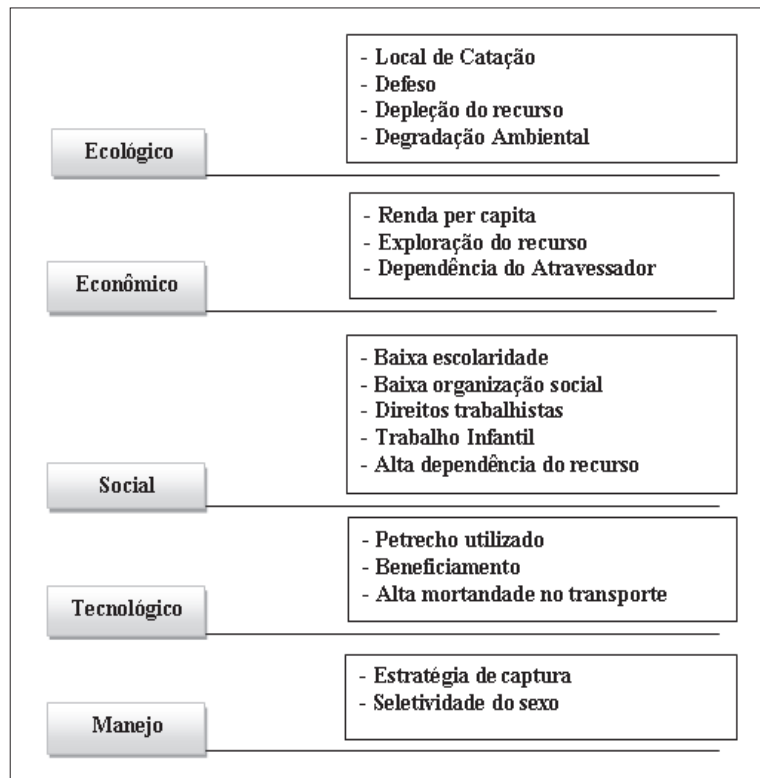 - Local de Catação
- Defeso
- Depleção do recurso
- Degradação Ambiental
Ecológico
- Renda per capita
- Exploração do recurso
- Dependência do Atravessador
Econômico
- Baixa escolaridade
- Baixa organização social
- Direitos trabalhistas
- Trabalho Infantil
- Alta dependência do recurso
Social
- Petrecho utilizado
- Beneficiamento
- Alta mortandade no transporte
Tecnológico
- Estratégia de captura
- Seletividade do sexo
Manejo